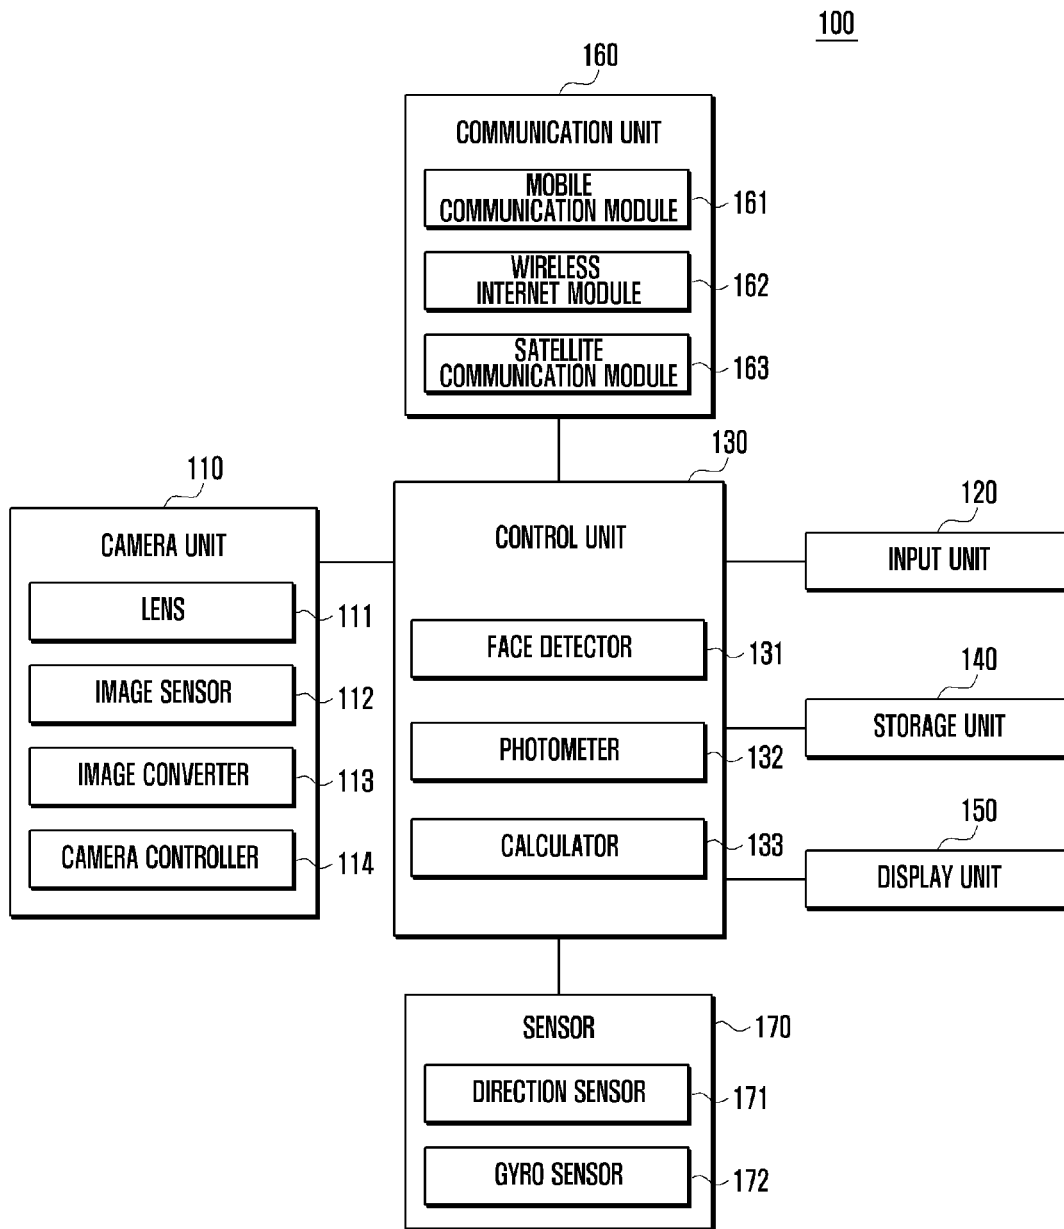 100
160
COMMUNICATION UNIT
MOBILE
COMMUNICATION MODULE
161
WIRELESS
INTERNET MODULE
162
SATELLITE
COMMUNICATION MODULE
163
110
CAMERA UNIT
LENS
111
IMAGE SENSOR
112
IMAGE CONVERTER
113
CAMERA CONTROLLER
114
130
CONTROL UNIT
FACE DETECTOR
131
PHOTOMETER
132
CALCULATOR
133
120
INPUT UNIT
140
STORAGE UNIT
150
DISPLAY UNIT
SENSOR
170
DIRECTION SENSOR
171
GYRO SENSOR
172